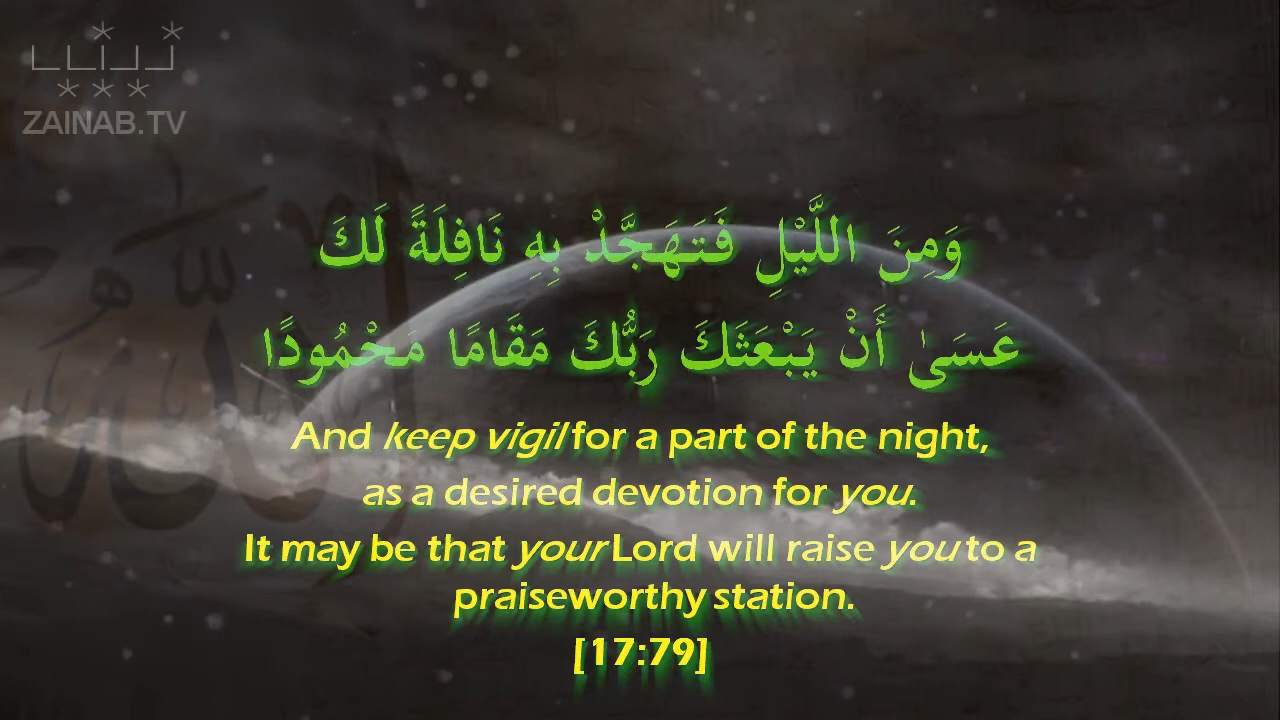 ZAINAB.TV
وَمِنَ اللَّيْلِ فَتَهَجَّدْ بِهِ نَافِلَةً لَكَ
عَسَىٰ أَنْ يَبْعَثَكَ رَبُّكَ مَقَامًا مَحْمُودًا
And keep vigil for a part of the night,
as a desired devotion for you.
It may be that your Lord will raise you to a
praiseworthy station.
[17:79]